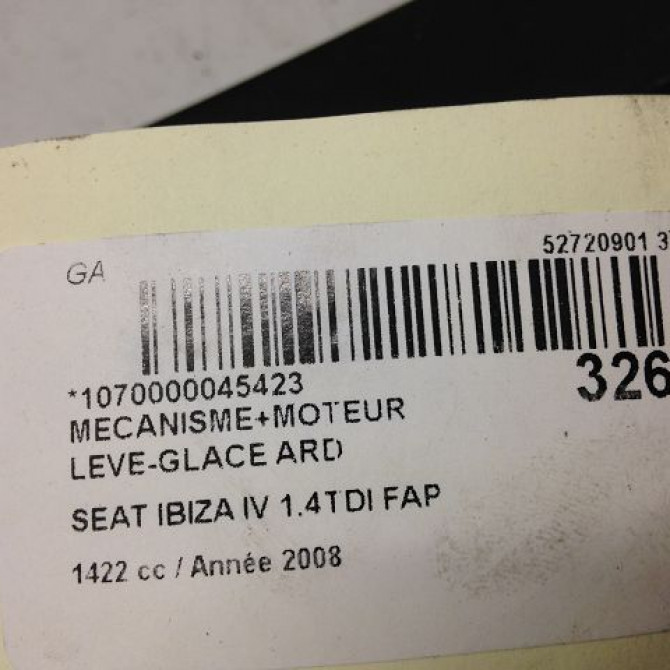 GA
52720901 3
*1070000045423
326
MECANISME+MOTEUR
LEVE-GLACE ARD
SEAT IBIZA IV 1.4TDI FAP
1422 cc / Année 2008